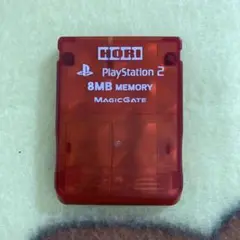 HORI
PlayStation 2
8MB MEMORY
MAGICGATE